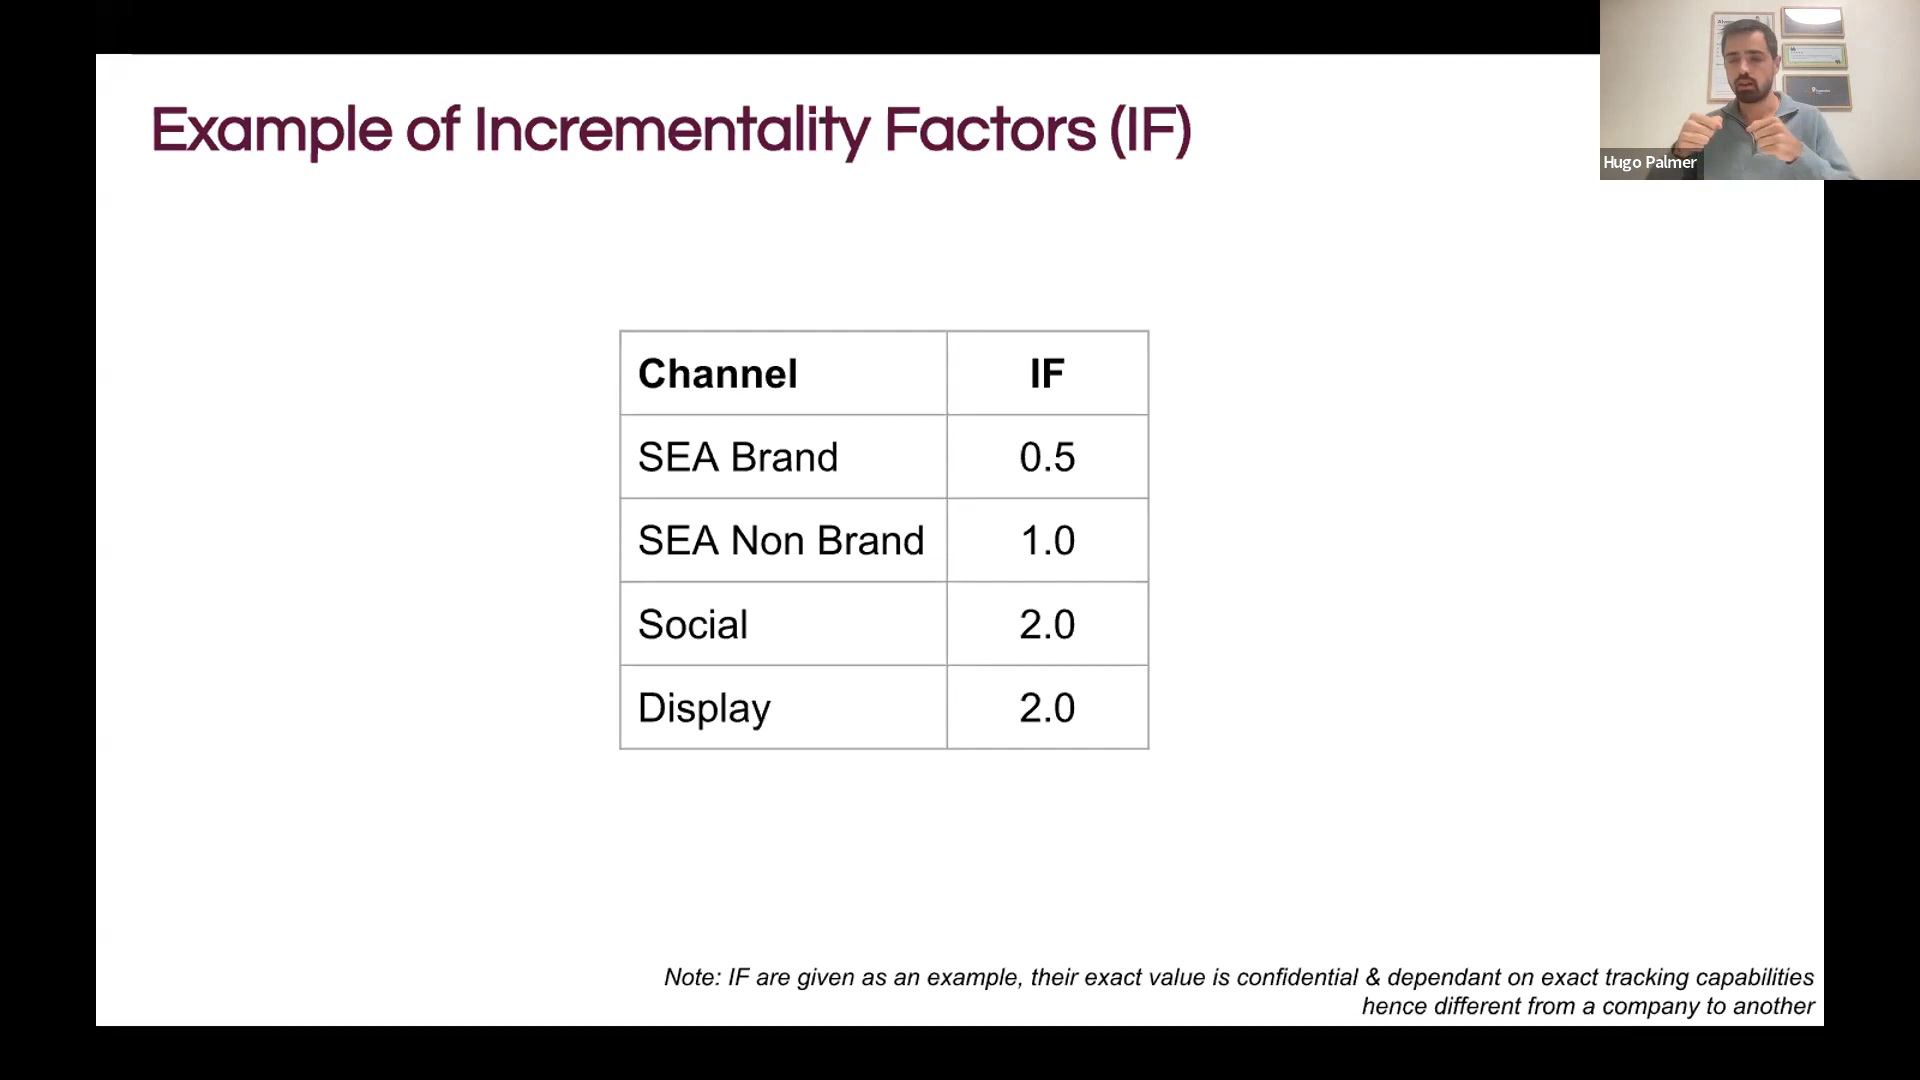 Example of Incrementality Factors (IF)
Hugo Palmer
Channel IF
SEA Brand 0.5
SEA Non Brand 1.0
Social 2.0
Display 2.0
Note: IF are given as an example, their exact value is confidential & dependant on exact tracking capabilities
hence different from a company to another